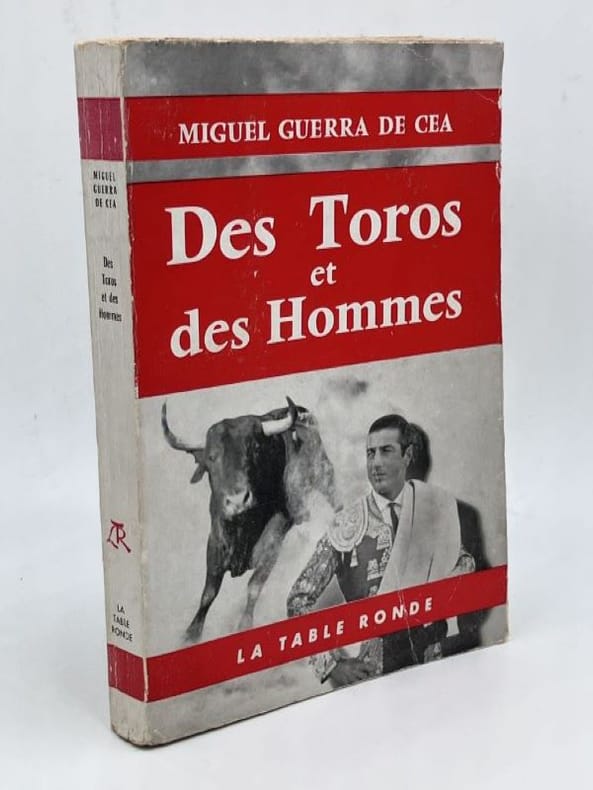 MIGUEL GUERRA DE CEA
Des Toros
et
des Hommes
LA TABLE RONDE
MIGUEL
GUERRA
DE CEA
Des
Toros
et des
Hommes
TR
LA
TABLE
RONDE